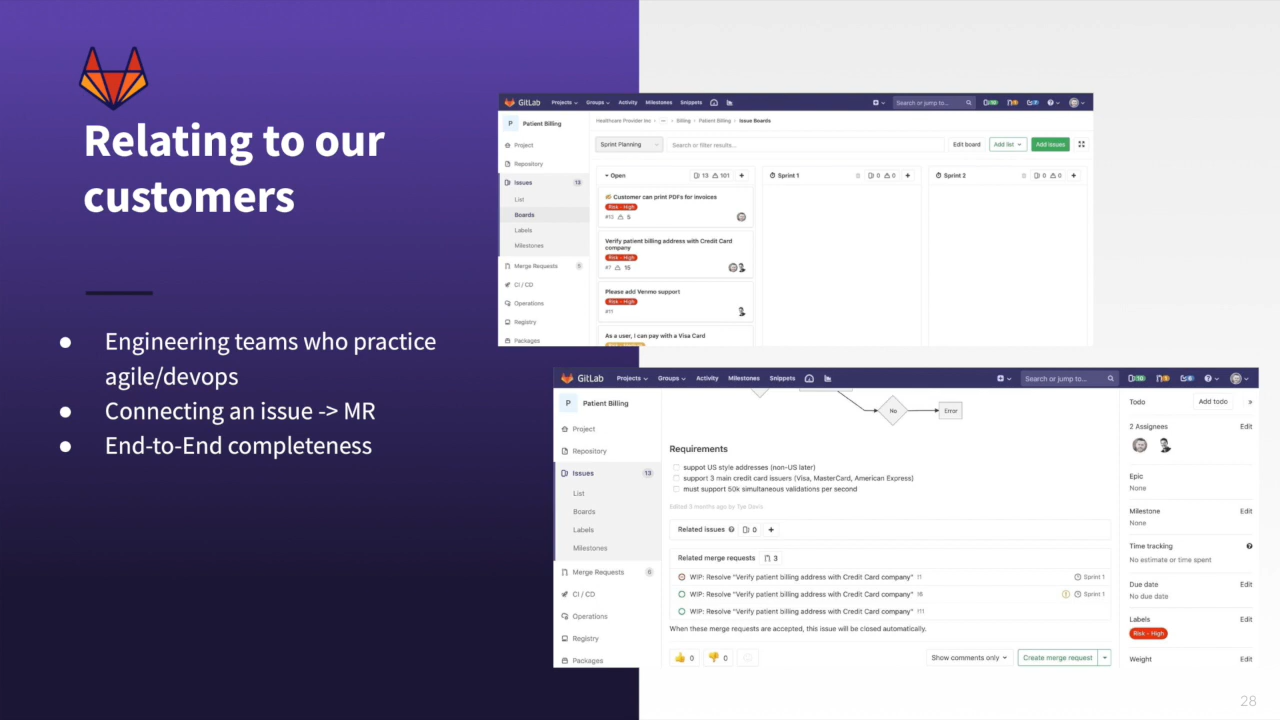 Relating to our
customers
● Engineering teams who practice
agile/devops
● Connecting an issue -> MR
● End-to-End completeness
GitLab Projects Groups Activity Milestones Snippets Search or jump to...
P Patient Billing
Project
Repository
Issues 13
List
Boards
Labels
Milestones
Merge Requests 5
CI / CD
Operations
Registry
Packages
Healthcare Provider Inc > ... > Billing > Patient Billing > Issue Boards
Sprint Planning Search or filter results... Edit board Add list Add issues
Open 13 101 +
Customer can print PDFs for invoices
Risk - High
#13 5
Verify patient billing address with Credit Card
company
Risk - High
#7 15
Please add Venmo support
Risk - High
#11
As a user, I can pay with a Visa Card
Sprint 1 0 0 +
Sprint 2 0 0 +
GitLab Projects Groups Activity Milestones Snippets Search or jump to...
P Patient Billing
Project
Repository
Issues 13
List
Boards
Labels
Milestones
Merge Requests 0
CI / CD
Operations
Registry
Packages
No Error
Requirements
suppot US style addresses (non-US later)
support 3 main credit card issuers (Visa, MasterCard, American Express)
must support 50k simultaneous validations per second
Edited 3 months ago by Tye Davis
Related issues 0 +
Related merge requests 3
WIP: Resolve "Verify patient billing address with Credit Card company" !1 Sprint 1
WIP: Resolve "Verify patient billing address with Credit Card company" !6 Sprint 1
WIP: Resolve "Verify patient billing address with Credit Card company" !11
When these merge requests are accepted, this issue will be closed automatically.
0 0 Show comments only Create merge request
Todo Add todo »
2 Assignees Edit
Epic
None
Milestone Edit
None
Time tracking
No estimate or time spent
Due date Edit
No due date
Labels Edit
Risk - High
Weight Edit
28